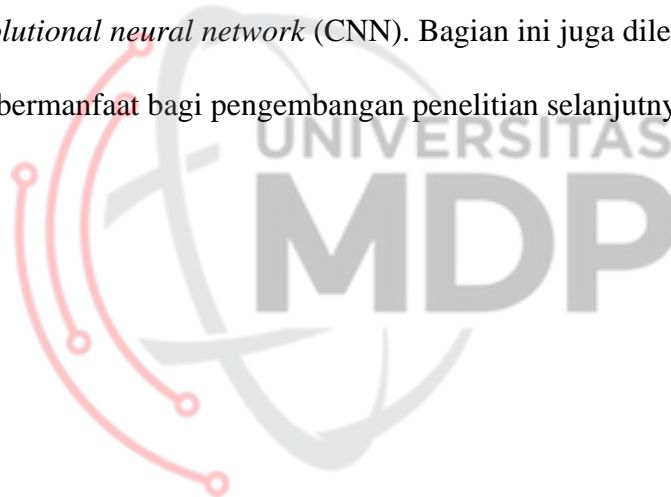 olutional neural network (CNN). Bagian ini juga dile
bermanfaat bagi pengembangan penelitian selanjutny
UNIVERSITAS
MDP